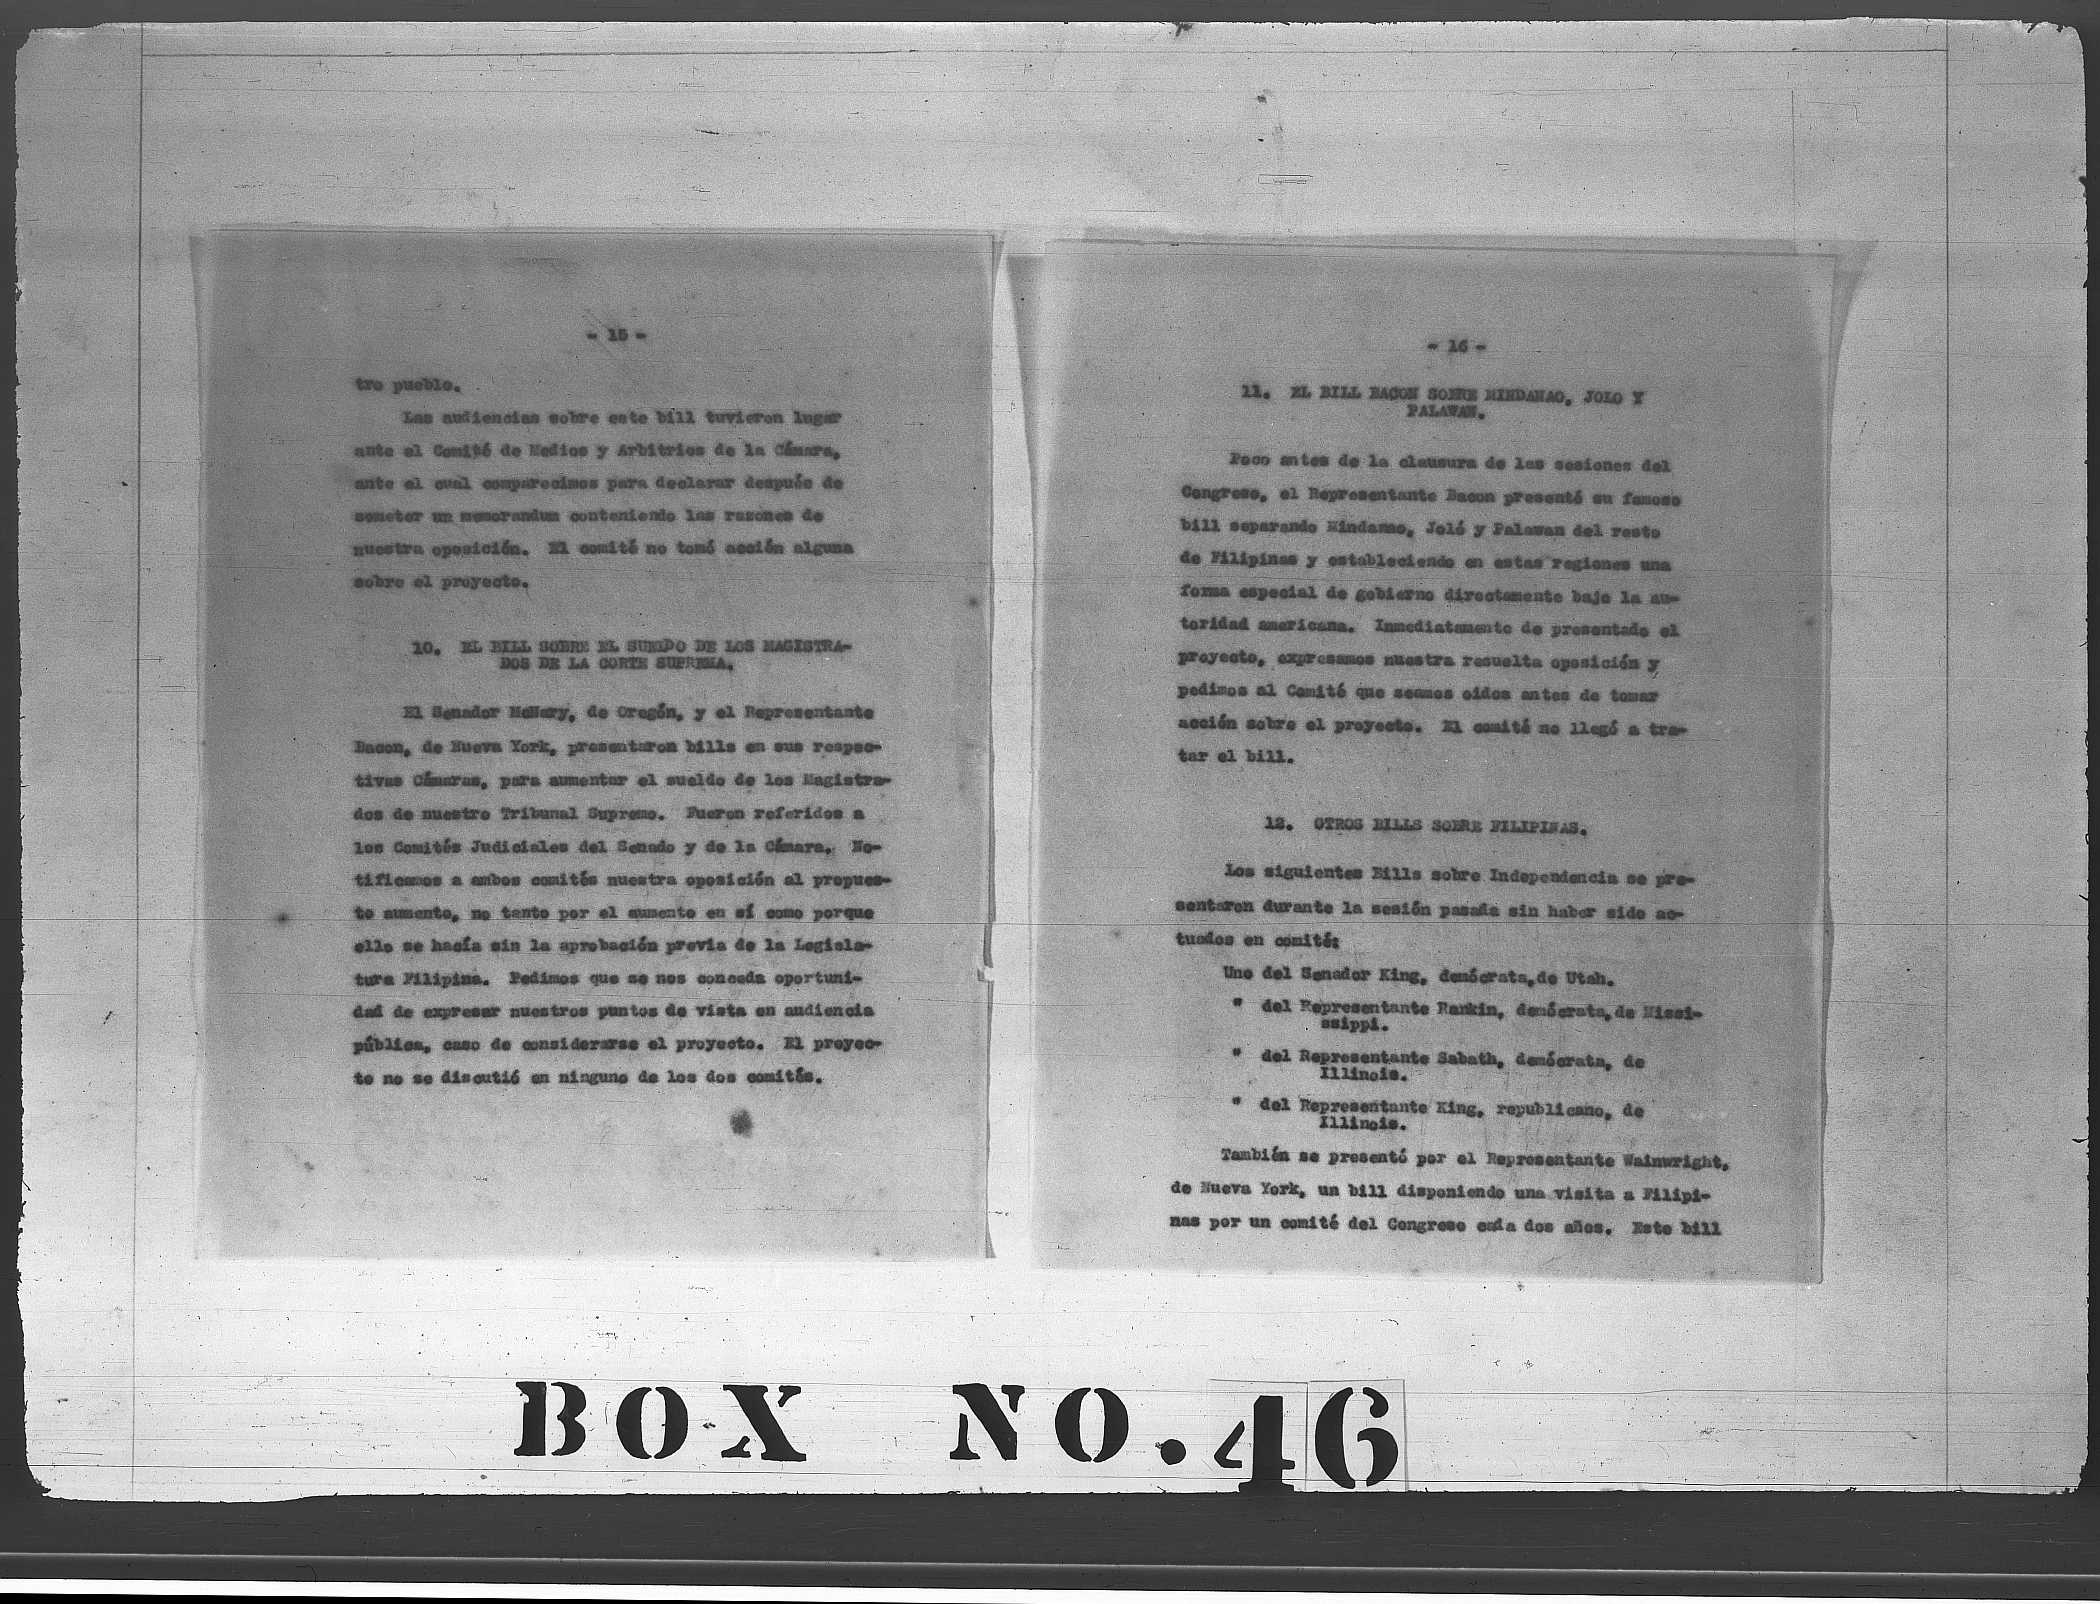 - 15 -
tro pueblo.
Las audiencias sobre este bill tuvieron lugar
ante el Comité de Medios y Arbitrios de la Cámara,
ante el cual comparecimos para declarar después de
someter un memorandum conteniendo las razones de
nuestra oposición. El comité no tomó acción alguna
sobre el proyecto.
10. EL BILL SOBRE EL SUELDO DE LOS MAGISTRA-
DOS DE LA CORTE SUPREMA.
El Senador McNary, de Oregón, y el Representante
Bacon, de Nueva York, presentaron bills en sus respec-
tivas Cámaras, para aumentar el sueldo de los Magistra-
dos de nuestro Tribunal Supremo. Fueron referidos a
los Comités Judiciales del Senado y de la Cámara. No-
tificamos a ambos comités nuestra oposición al propues-
to aumento, no tanto por el aumento en sí como porque
ello se hacía sin la aprobación previa de la Legisla-
tura Filipina. Pedimos que se nos conceda oportuni-
dad de expresar nuestros puntos de vista en audiencia
pública, caso de considerarse el proyecto. El proyec-
to no se discutió en ninguno de los dos comités.
- 16 -
11. EL BILL BACON SOBRE MINDANAO, JOLO Y
PALAWAN.
Poco antes de la clausura de las sesiones del
Congreso, el Representante Bacon presentó su famoso
bill separando Mindanao, Joló y Palawan del resto
de Filipinas y estableciendo en estas regiones una
forma especial de gobierno directamente bajo la au-
toridad americana. Inmediatamente de presentado el
proyecto, expresamos nuestra resuelta oposición y
pedimos al Comité que seamos oidos antes de tomar
acción sobre el proyecto. El comité no llegó a tra-
tar el bill.
12. OTROS BILLS SOBRE FILIPINAS.
Los siguientes Bills sobre Independencia se pre-
sentaron durante la sesión pasada sin haber sido ac-
tuados en comité:
Uno del Senador King, demócrata,de Utah.
" del Representante Rankin, demócrata,de Missi-
ssippi.
" del Representante Sabath, demócrata, de
Illinois.
" del Representante King, republicano, de
Illinois.
También se presentó por el Representante Wainwright,
de Nueva York, un bill disponiendo una visita a Filipi-
nas por un comité del Congreso cada dos años. Este bill
BOX NO. 46